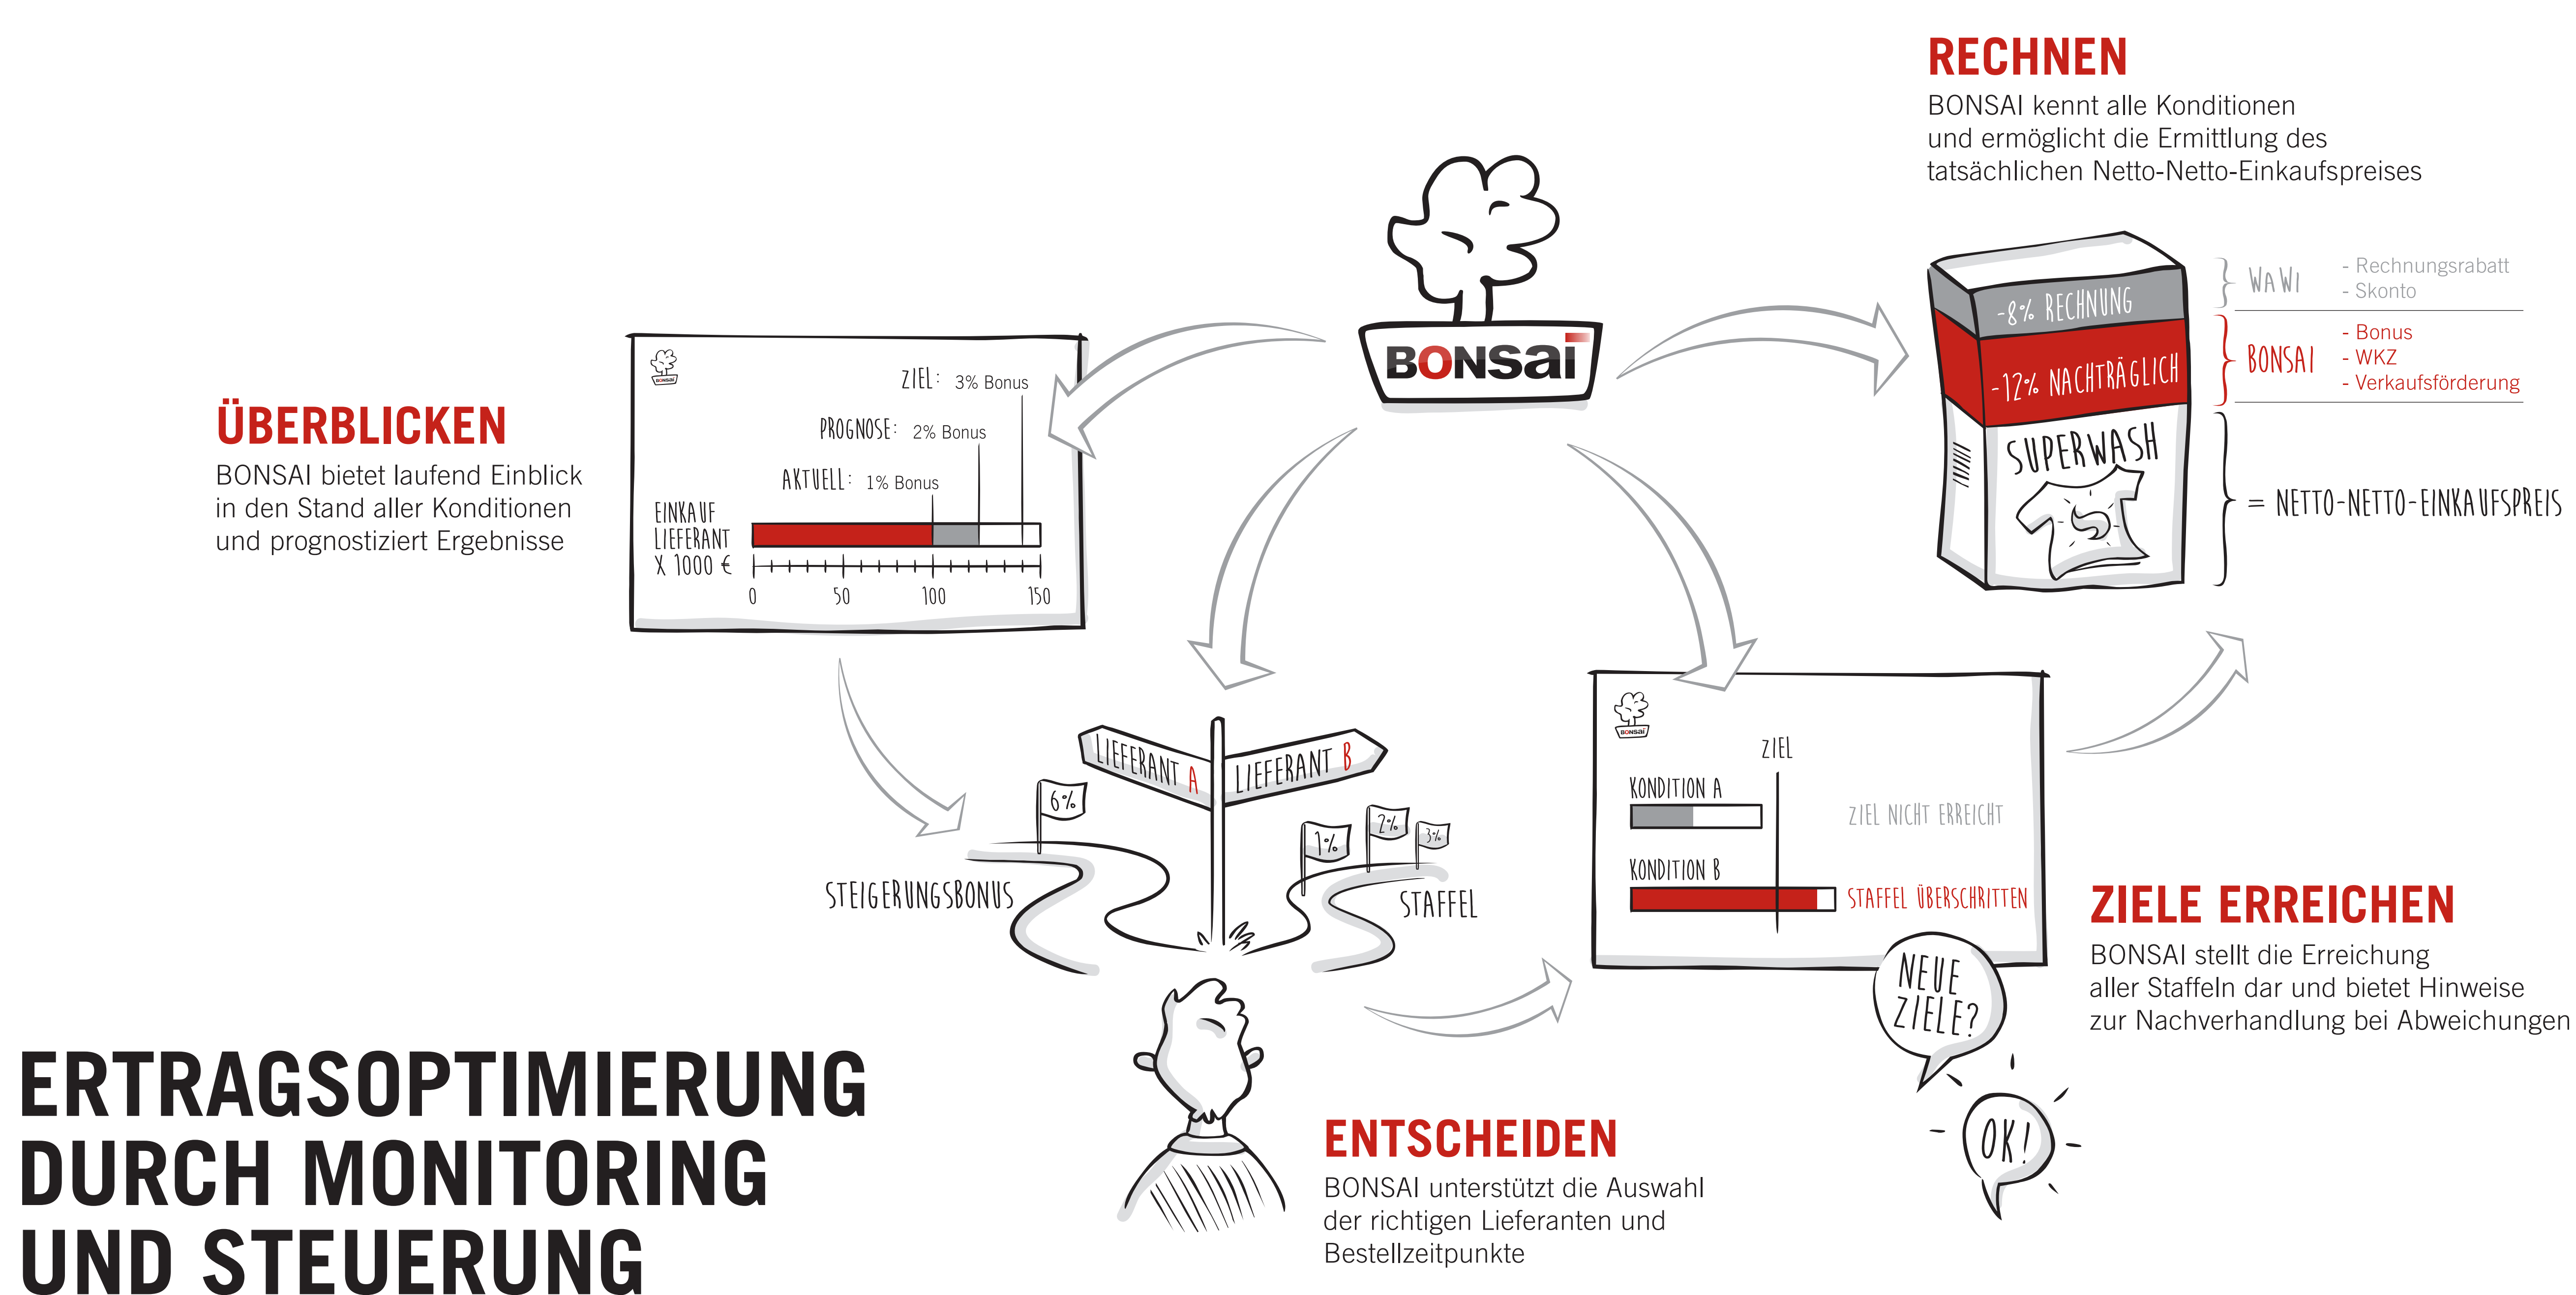 RECHNEN
BONSAI kennt alle Konditionen
und ermöglicht die Ermittlung des
tatsächlichen Netto-Netto-Einkaufspreises
-8% RECHNUNG
-12% NACHTRÄGLICH
SUPERWASH
WAWI
- Rechnungsrabatt
- Skonto
BONSAI
- Bonus
- WKZ
- Verkaufsförderung
= NETTO-NETTO-EINKAUFSPREIS
BONSai
ÜBERBLICKEN
BONSAI bietet laufend Einblick
in den Stand aller Konditionen
und prognostiziert Ergebnisse
BONSai
ZIEL: 3% Bonus
PROGNOSE: 2% Bonus
AKTUELL: 1% Bonus
EINKAUF
LIEFERANT
X 1000 €
0 50 100 150
LIEFERANT A
LIEFERANT B
6%
1%
2%
3%
STEIGERUNGSBONUS
STAFFEL
ENTSCHEIDEN
BONSAI unterstützt die Auswahl
der richtigen Lieferanten und
Bestellzeitpunkte
BONSai
ZIEL
KONDITION A
ZIEL NICHT ERREICHT
KONDITION B
STAFFEL ÜBERSCHRITTEN
NEUE
ZIELE?
OK!
ZIELE ERREICHEN
BONSAI stellt die Erreichung
aller Staffeln dar und bietet Hinweise
zur Nachverhandlung bei Abweichungen
ERTRAGSOPTIMIERUNG
DURCH MONITORING
UND STEUERUNG